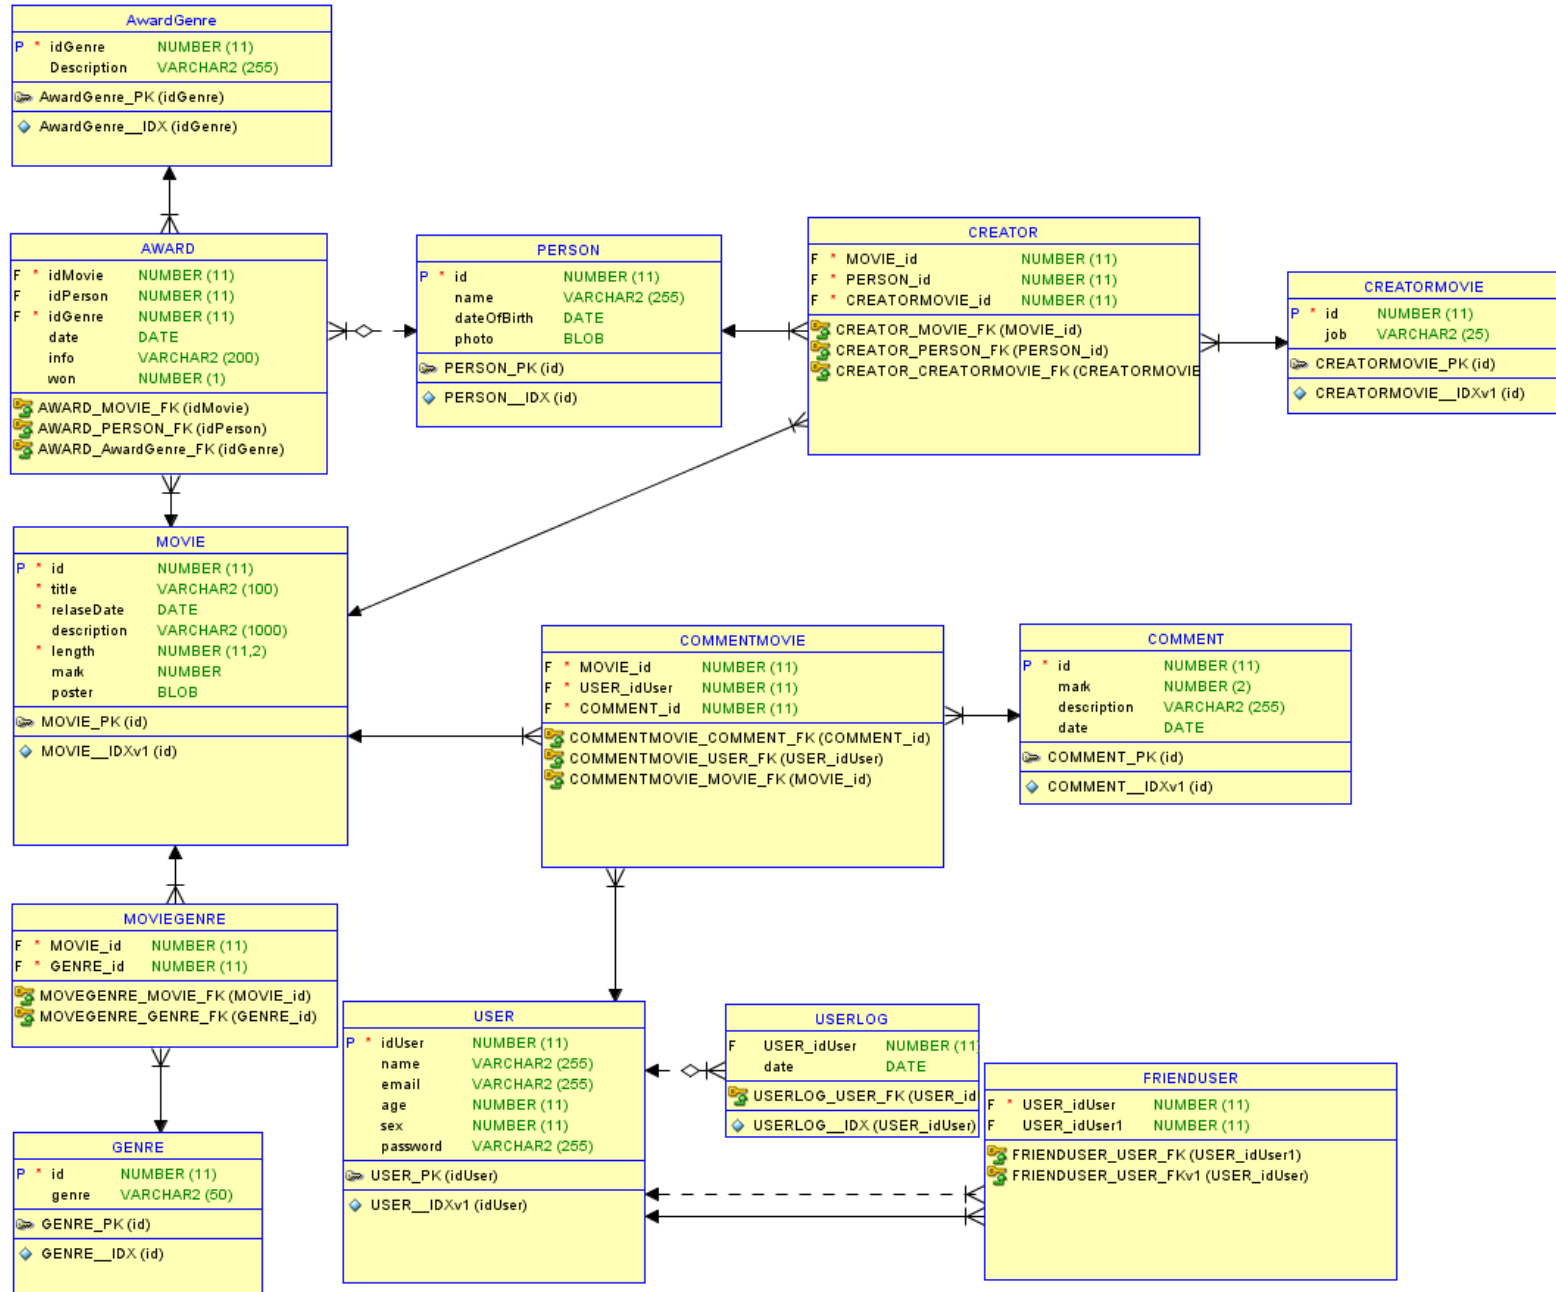 AwardGenre
P * idGenre NUMBER (11)
Description VARCHAR2 (255)
AwardGenre_PK (idGenre)
AwardGenre__IDX (idGenre)
AWARD
F * idMovie NUMBER (11)
F idPerson NUMBER (11)
F * idGenre NUMBER (11)
date DATE
info VARCHAR2 (200)
won NUMBER (1)
AWARD_MOVIE_FK (idMovie)
AWARD_PERSON_FK (idPerson)
AWARD_AwardGenre_FK (idGenre)
PERSON
P * id NUMBER (11)
name VARCHAR2 (255)
dateOfBirth DATE
photo BLOB
PERSON_PK (id)
PERSON__IDX (id)
CREATOR
F * MOVIE_id NUMBER (11)
F * PERSON_id NUMBER (11)
F * CREATORMOVIE_id NUMBER (11)
CREATOR_MOVIE_FK (MOVIE_id)
CREATOR_PERSON_FK (PERSON_id)
CREATOR_CREATORMOVIE_FK (CREATORMOVIE
CREATORMOVIE
P * id NUMBER (11)
job VARCHAR2 (25)
CREATORMOVIE_PK (id)
CREATORMOVIE__IDXv1 (id)
MOVIE
P * id NUMBER (11)
* title VARCHAR2 (100)
* relaseDate DATE
description VARCHAR2 (1000)
* length NUMBER (11,2)
mark NUMBER
poster BLOB
MOVIE_PK (id)
MOVIE__IDXv1 (id)
COMMENTMOVIE
F * MOVIE_id NUMBER (11)
F * USER_idUser NUMBER (11)
F * COMMENT_id NUMBER (11)
COMMENTMOVIE_COMMENT_FK (COMMENT_id)
COMMENTMOVIE_USER_FK (USER_idUser)
COMMENTMOVIE_MOVIE_FK (MOVIE_id)
COMMENT
P * id NUMBER (11)
mark NUMBER (2)
description VARCHAR2 (255)
date DATE
COMMENT_PK (id)
COMMENT__IDXv1 (id)
MOVIEGENRE
F * MOVIE_id NUMBER (11)
F * GENRE_id NUMBER (11)
MOVEGENRE_MOVIE_FK (MOVIE_id)
MOVEGENRE_GENRE_FK (GENRE_id)
GENRE
P * id NUMBER (11)
genre VARCHAR2 (50)
GENRE_PK (id)
GENRE__IDX (id)
USER
P * idUser NUMBER (11)
name VARCHAR2 (255)
email VARCHAR2 (255)
age NUMBER (11)
sex NUMBER (11)
password VARCHAR2 (255)
USER_PK (idUser)
USER__IDXv1 (idUser)
USERLOG
F USER_idUser NUMBER (11)
date DATE
USERLOG_USER_FK (USER_id
USERLOG__IDX (USER_idUser)
FRIENDUSER
F * USER_idUser NUMBER (11)
F USER_idUser1 NUMBER (11)
FRIENDUSER_USER_FK (USER_idUser1)
FRIENDUSER_USER_FKv1 (USER_idUser)